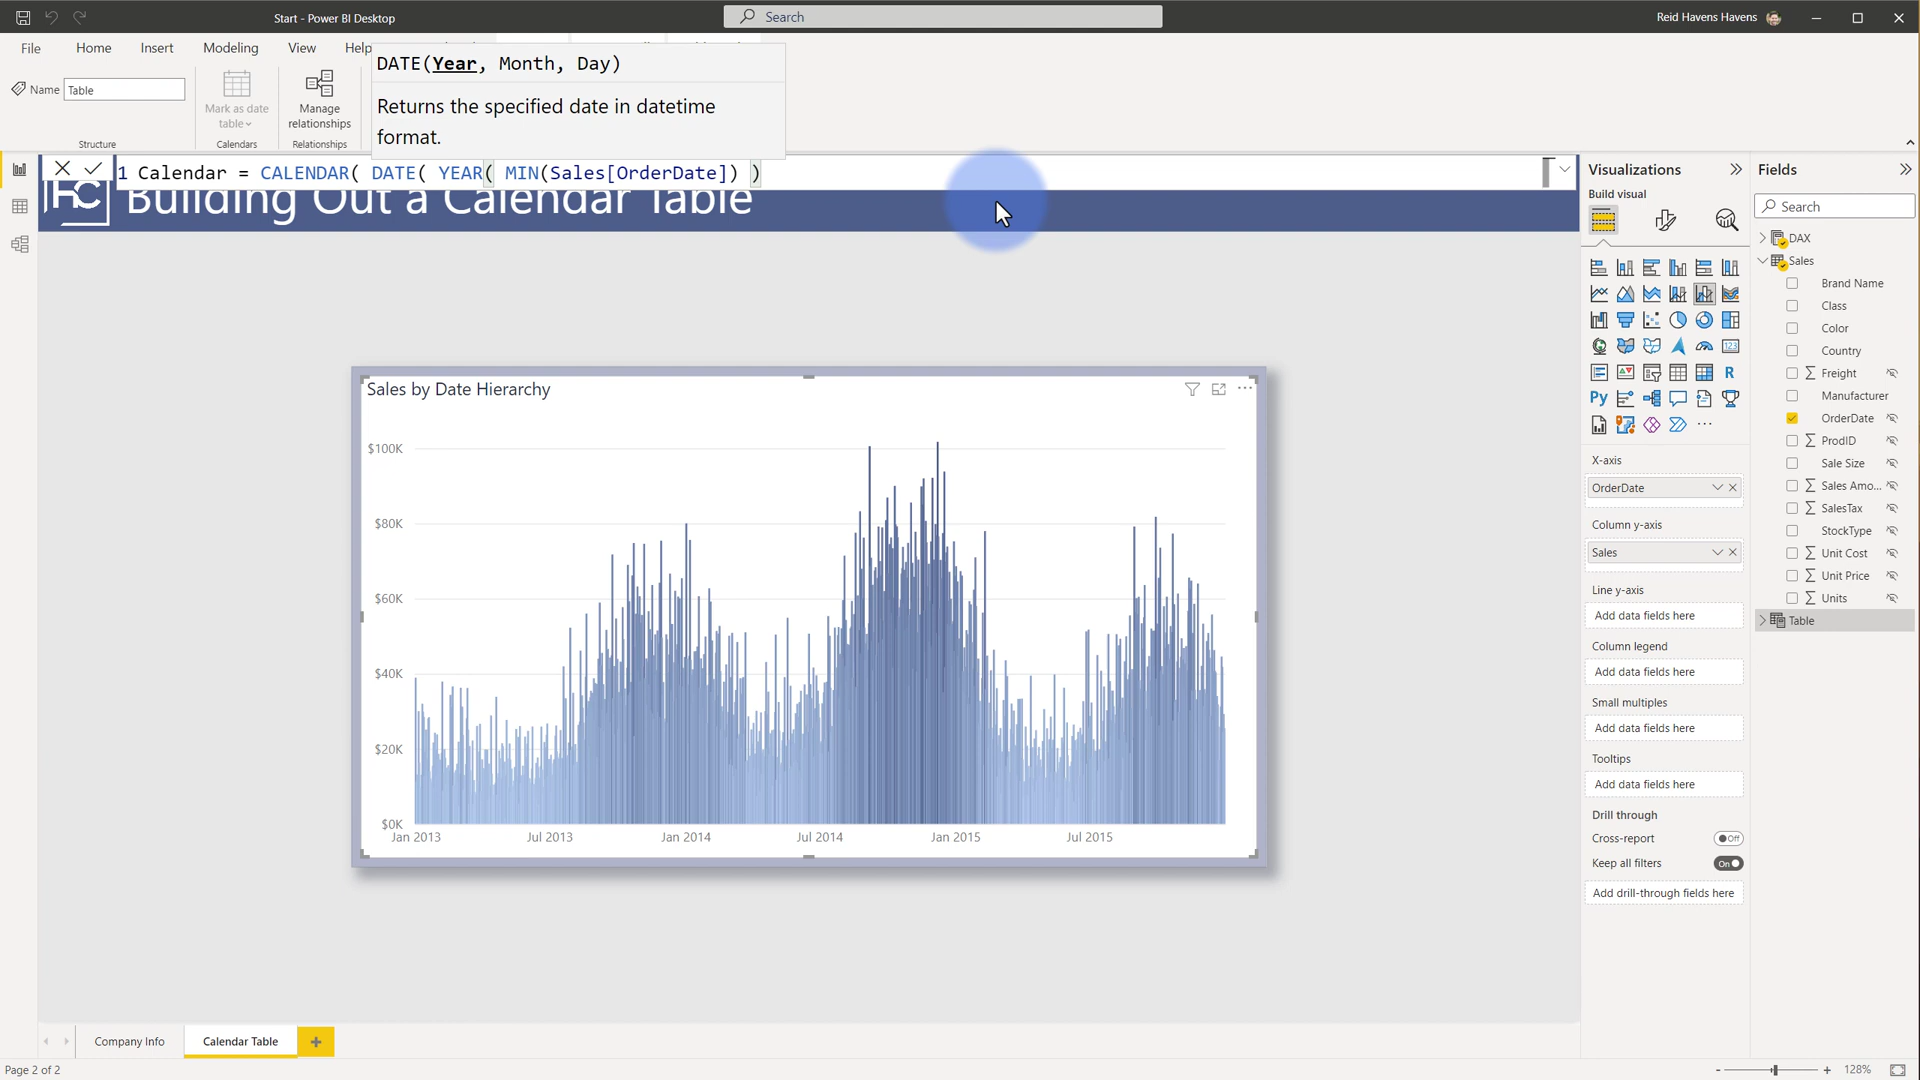 Start - Power BI Desktop
Search
Reid Havens Havens
File
Home
Insert
Modeling
View
Help
DATE(Year, Month, Day)
Returns the specified date in datetime
format.
Name
Table
Mark as date
table
Manage
relationships
Structure
Calendars
Relationships
1 Calendar = CALENDAR( DATE( YEAR( MIN(Sales[OrderDate]) )
HC
Building Out a Calendar Table
Sales by Date Hierarchy
$100K
$80K
$60K
$40K
$20K
$0K
Jan 2013
Jul 2013
Jan 2014
Jul 2014
Jan 2015
Jul 2015
Visualizations
Build visual
123
R
Py
X-axis
OrderDate
Column y-axis
Sales
Line y-axis
Add data fields here
Column legend
Add data fields here
Small multiples
Add data fields here
Tooltips
Add data fields here
Drill through
Cross-report
Off
Keep all filters
On
Add drill-through fields here
Fields
Search
DAX
Sales
Brand Name
Class
Color
Country
Freight
Manufacturer
OrderDate
ProdID
Sale Size
Sales Amo...
SalesTax
StockType
Unit Cost
Unit Price
Units
Table
Company Info
Calendar Table
Page 2 of 2
128%